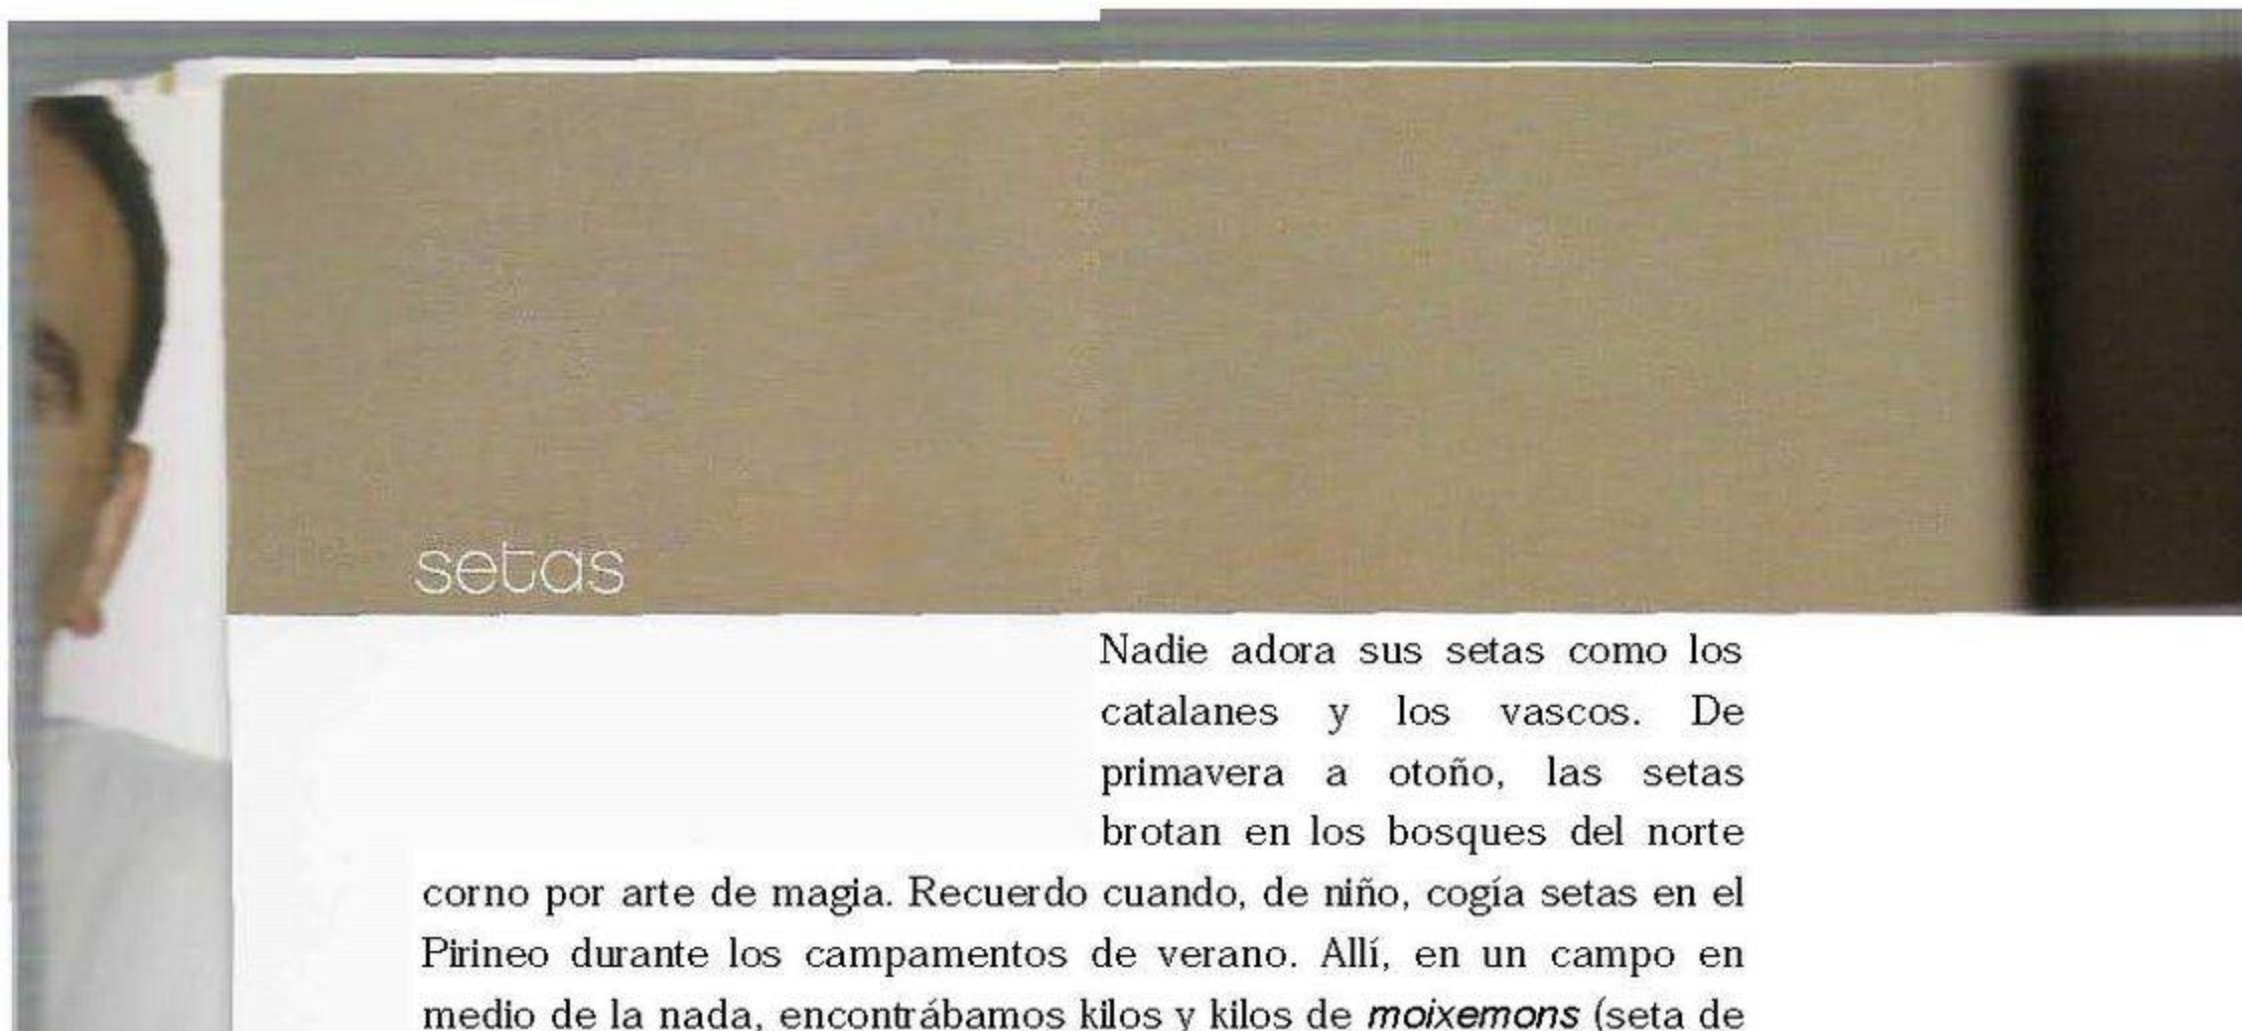 setas
Nadie adora sus setas como los
catalanes y los vascos. De
primavera a otoño, las setas
brotan en los bosques del norte
corno por arte de magia. Recuerdo cuando, de niño, cogía setas en el
Pirineo durante los campamentos de verano. Allí, en un campo en
medio de la nada, encontrábamos kilos y kilos de moixemons (seta de